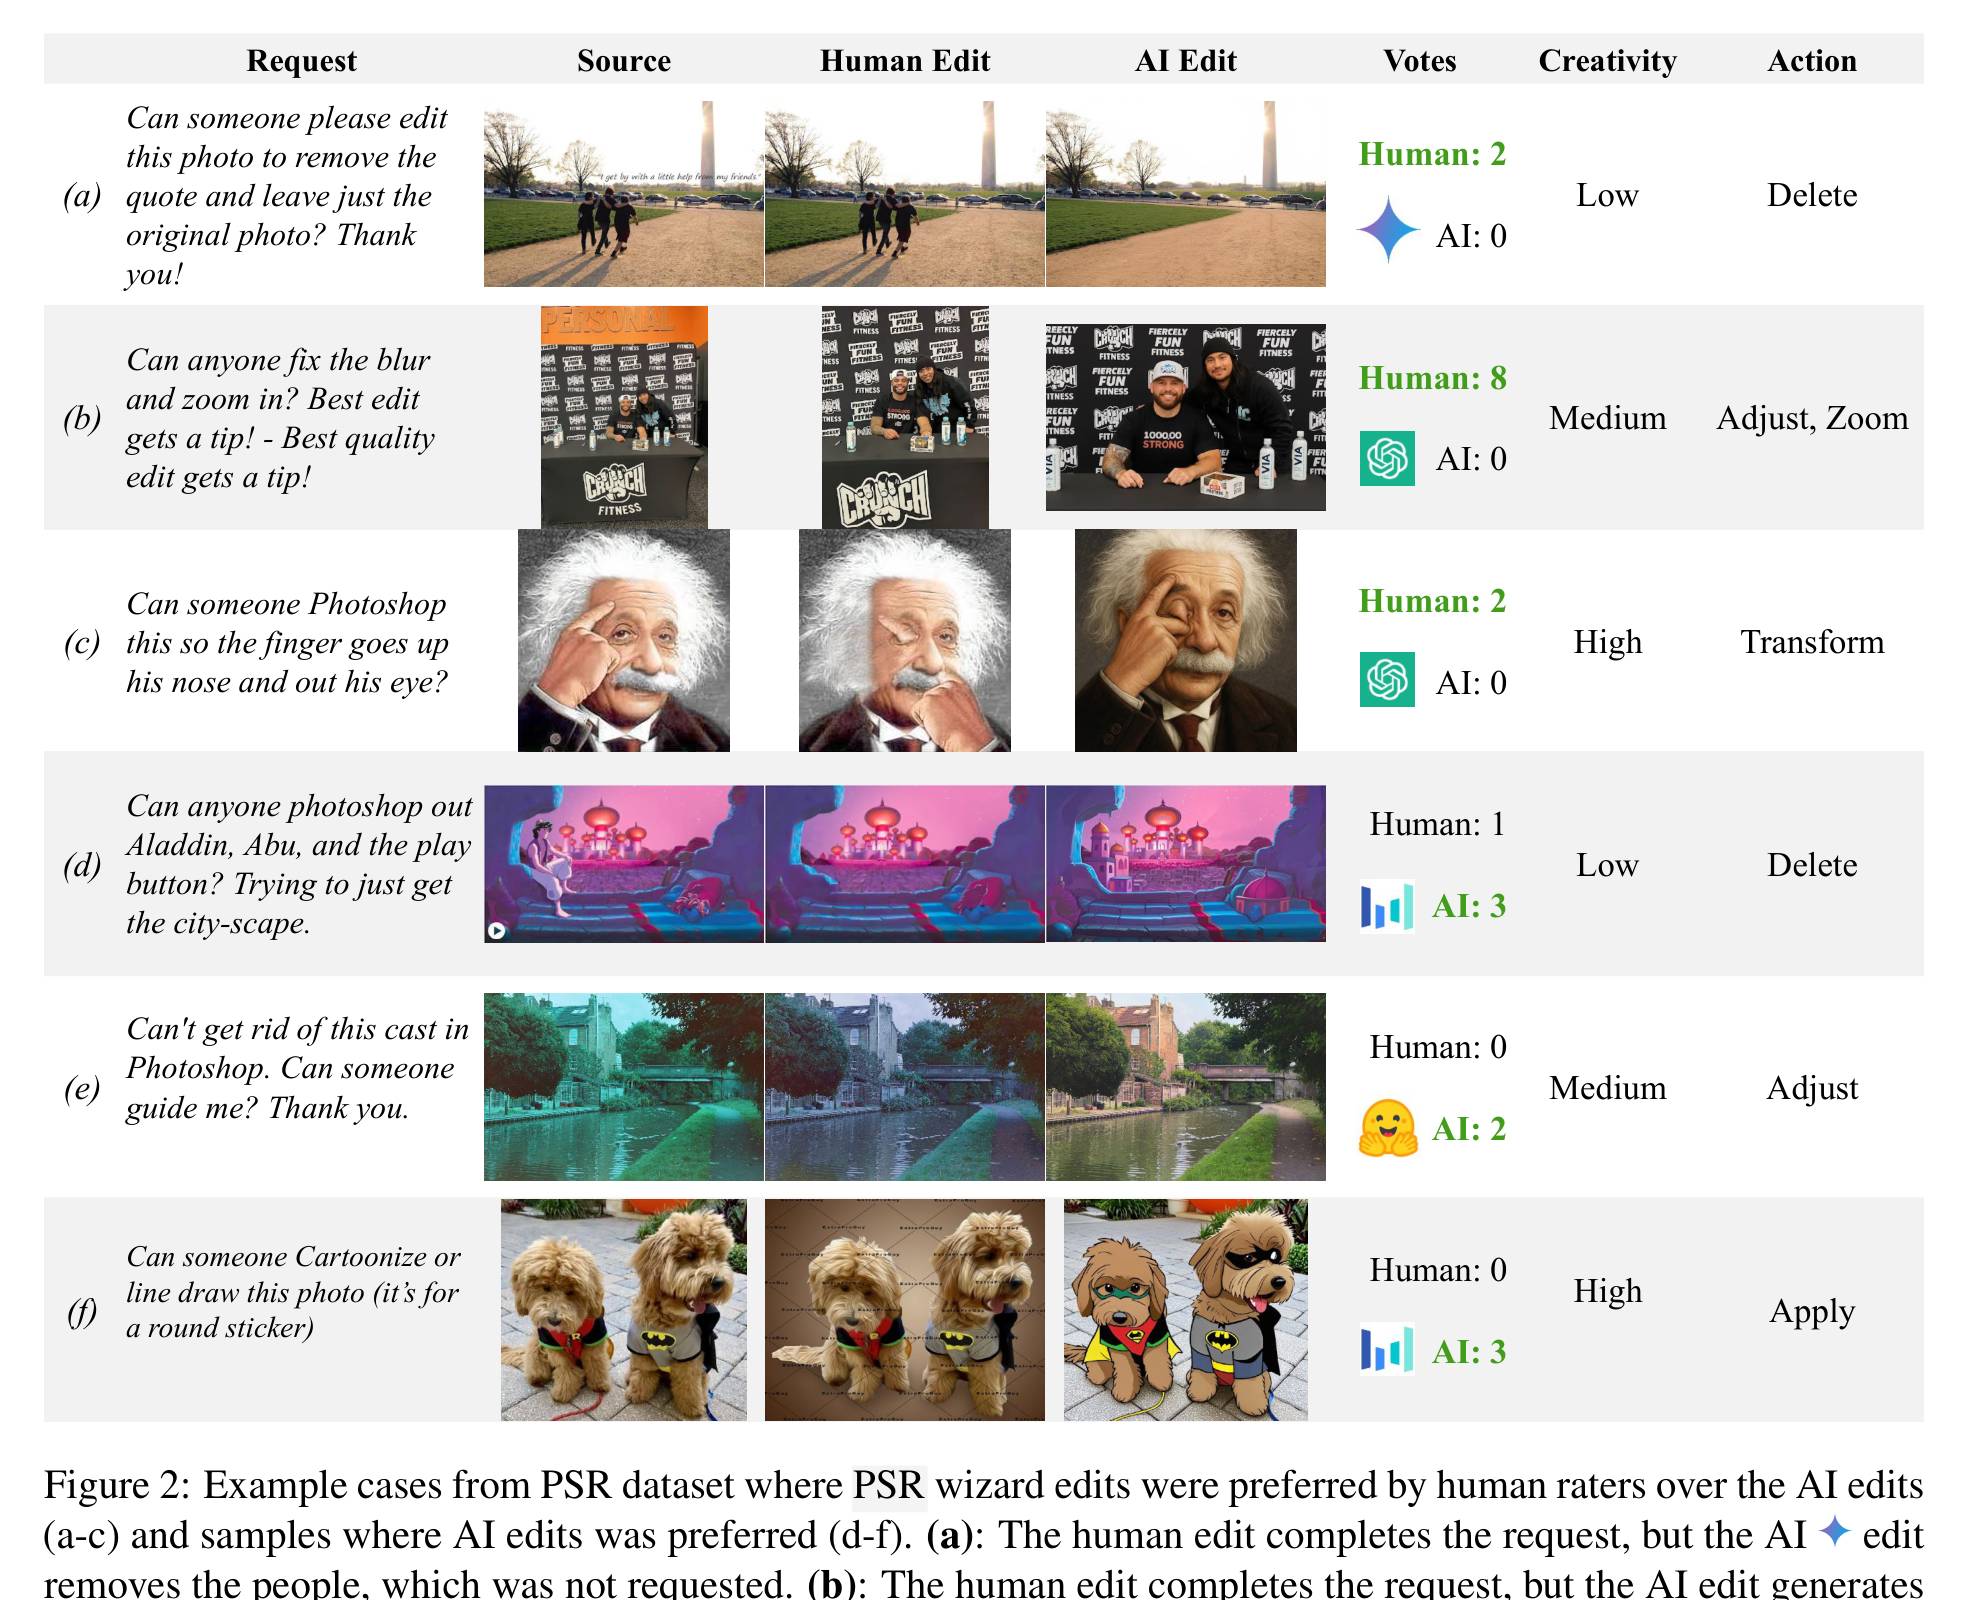 Request Source Human Edit AI Edit Votes Creativity Action
(a)
Can someone please edit
this photo to remove the
quote and leave just the
original photo? Thank
you!
"I get by with a little help from my friends"
Human: 2
AI: 0
Low
Delete
(b)
Can anyone fix the blur
and zoom in? Best edit
gets a tip! - Best quality
edit gets a tip!
PERSONAL
CRUNCH
FITNESS
CRUNCH
FIERCELY
FUN
FITNESS
CRUNCH
FITNESS
1000,00
STRONG
VIA
VIA
Human: 8
AI: 0
Medium
Adjust, Zoom
(c)
Can someone Photoshop
this so the finger goes up
his nose and out his eye?
Human: 2
AI: 0
High
Transform
(d)
Can anyone photoshop out
Aladdin, Abu, and the play
button? Trying to just get
the city-scape.
Human: 1
AI: 3
Low
Delete
(e)
Can't get rid of this cast in
Photoshop. Can someone
guide me? Thank you.
Human: 0
AI: 2
Medium
Adjust
(f)
Can someone Cartoonize or
line draw this photo (it’s for
a round sticker)
ExtraProGuy
Human: 0
AI: 3
High
Apply
Figure 2: Example cases from PSR dataset where PSR wizard edits were preferred by human raters over the AI edits
(a-c) and samples where AI edits was preferred (d-f). (a): The human edit completes the request, but the AI edit
removes the people, which was not requested. (b): The human edit completes the request, but the AI edit generates